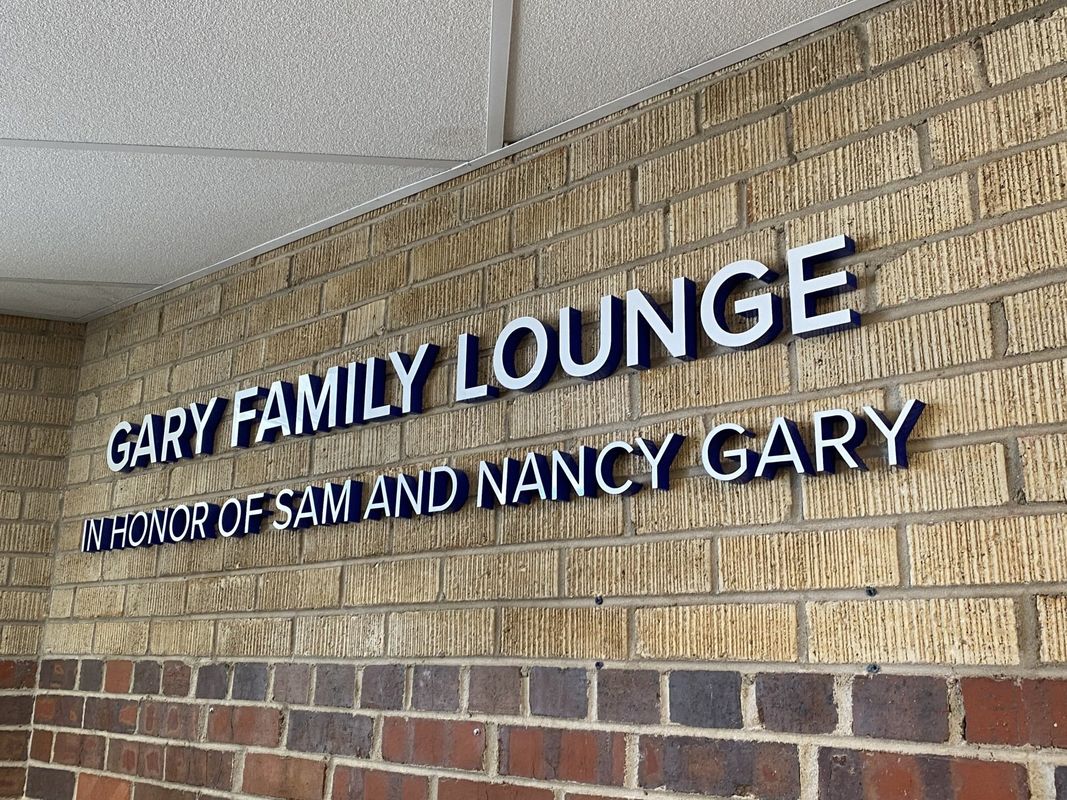 GARY FAMILY LOUNGE
IN HONOR OF SAM AND NANCY GARY